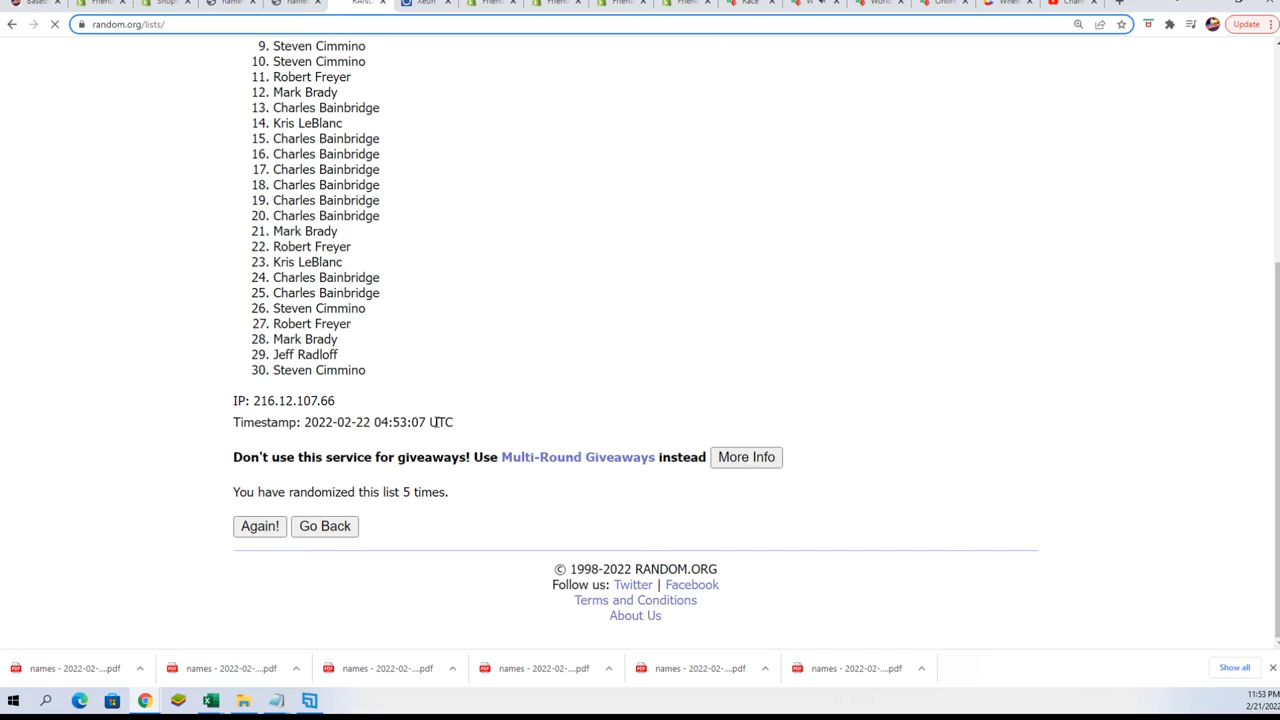 Update
random.org/lists/
9. Steven Cimmino
10. Steven Cimmino
11. Robert Freyer
12. Mark Brady
13. Charles Bainbridge
14. Kris LeBlanc
15. Charles Bainbridge
16. Charles Bainbridge
17. Charles Bainbridge
18. Charles Bainbridge
19. Charles Bainbridge
20. Charles Bainbridge
21. Mark Brady
22. Robert Freyer
23. Kris LeBlanc
24. Charles Bainbridge
25. Charles Bainbridge
26. Steven Cimmino
27. Robert Freyer
28. Mark Brady
29. Jeff Radloff
30. Steven Cimmino
IP: 216.12.107.66
Timestamp: 2022-02-22 04:53:07 UTC
Don't use this service for giveaways! Use Multi-Round Giveaways instead More Info
You have randomized this list 5 times.
Again! Go Back
© 1998-2022 RANDOM.ORG
Follow us: Twitter | Facebook
Terms and Conditions
About Us
names - 2022-02-....pdf names - 2022-02-....pdf names - 2022-02-....pdf names - 2022-02-....pdf names - 2022-02-....pdf names - 2022-02-....pdf Show all
11:53 PM
2/21/2022